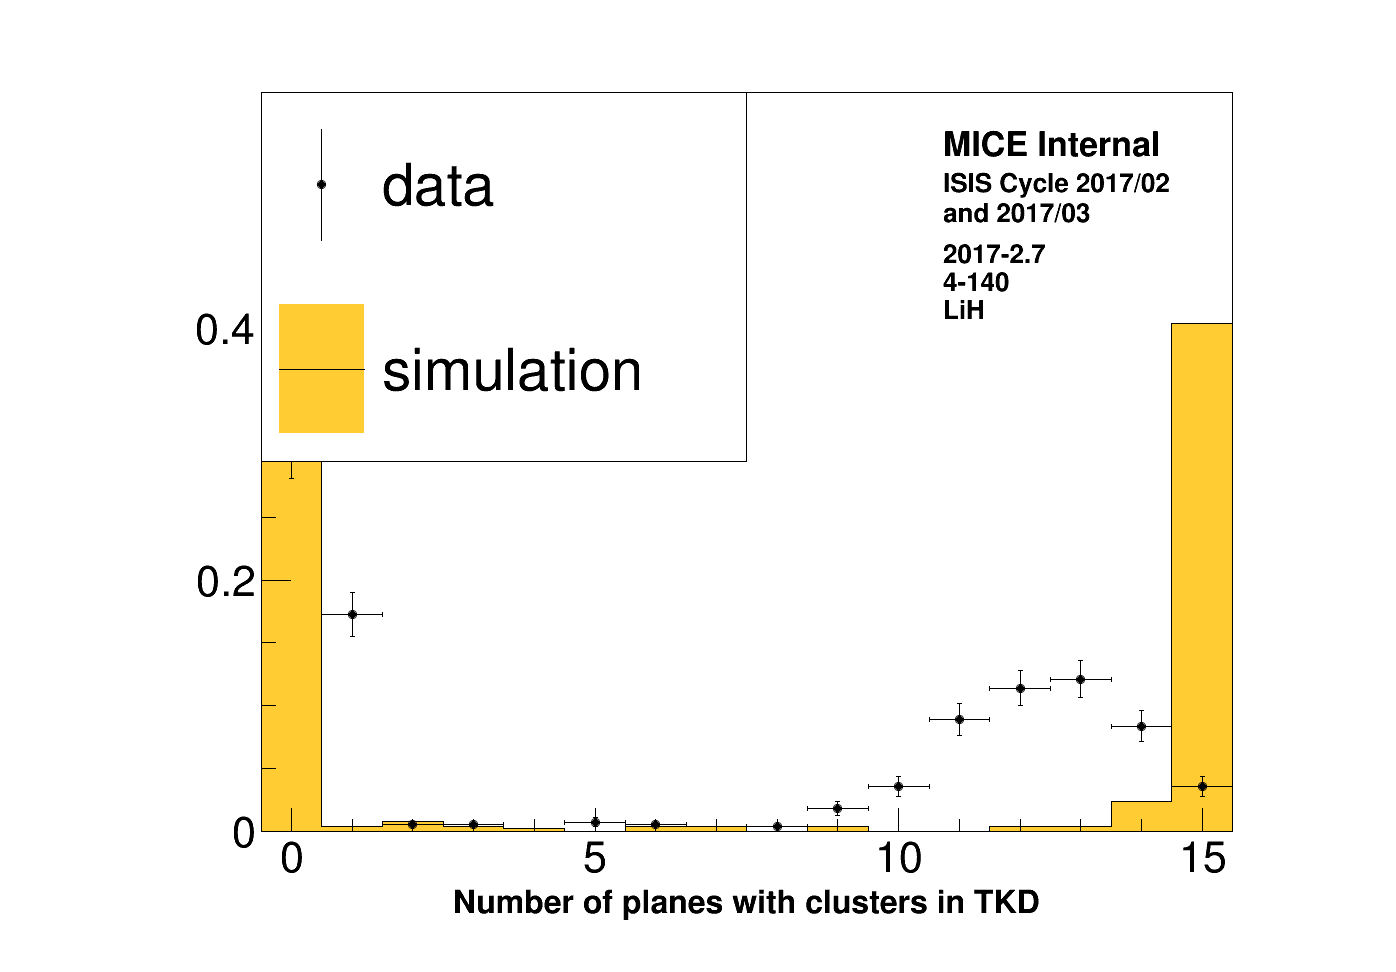 data
simulation
MICE Internal
ISIS Cycle 2017/02
and 2017/03
2017-2.7
4-140
LiH
0.4
0.2
0
0 5 10 15
Number of planes with clusters in TKD